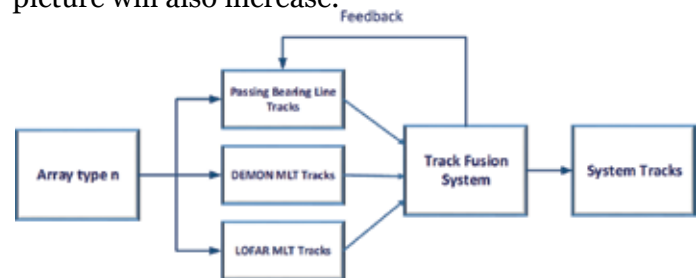 picture will also increase.
Feedback
Passing Bearing Line
Tracks
Array type n
DEMON MLT Tracks
LOFAR MLT Tracks
Track Fusion
System
System Tracks